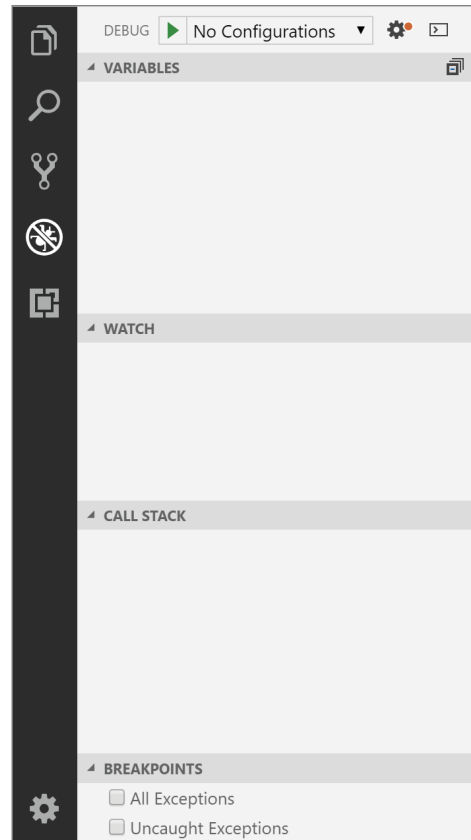 DEBUG No Configurations
VARIABLES
WATCH
CALL STACK
BREAKPOINTS
All Exceptions
Uncaught Exceptions